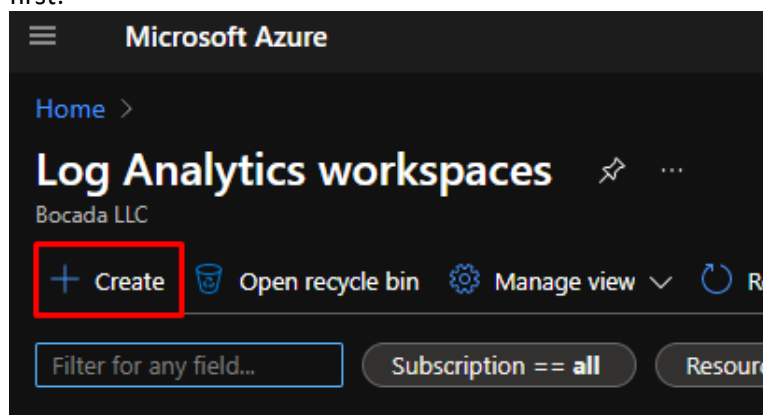 first.
Microsoft Azure
Home >
Log Analytics workspaces ...
Bocada LLC
+ Create Open recycle bin Manage view
Filter for any field... Subscription == all